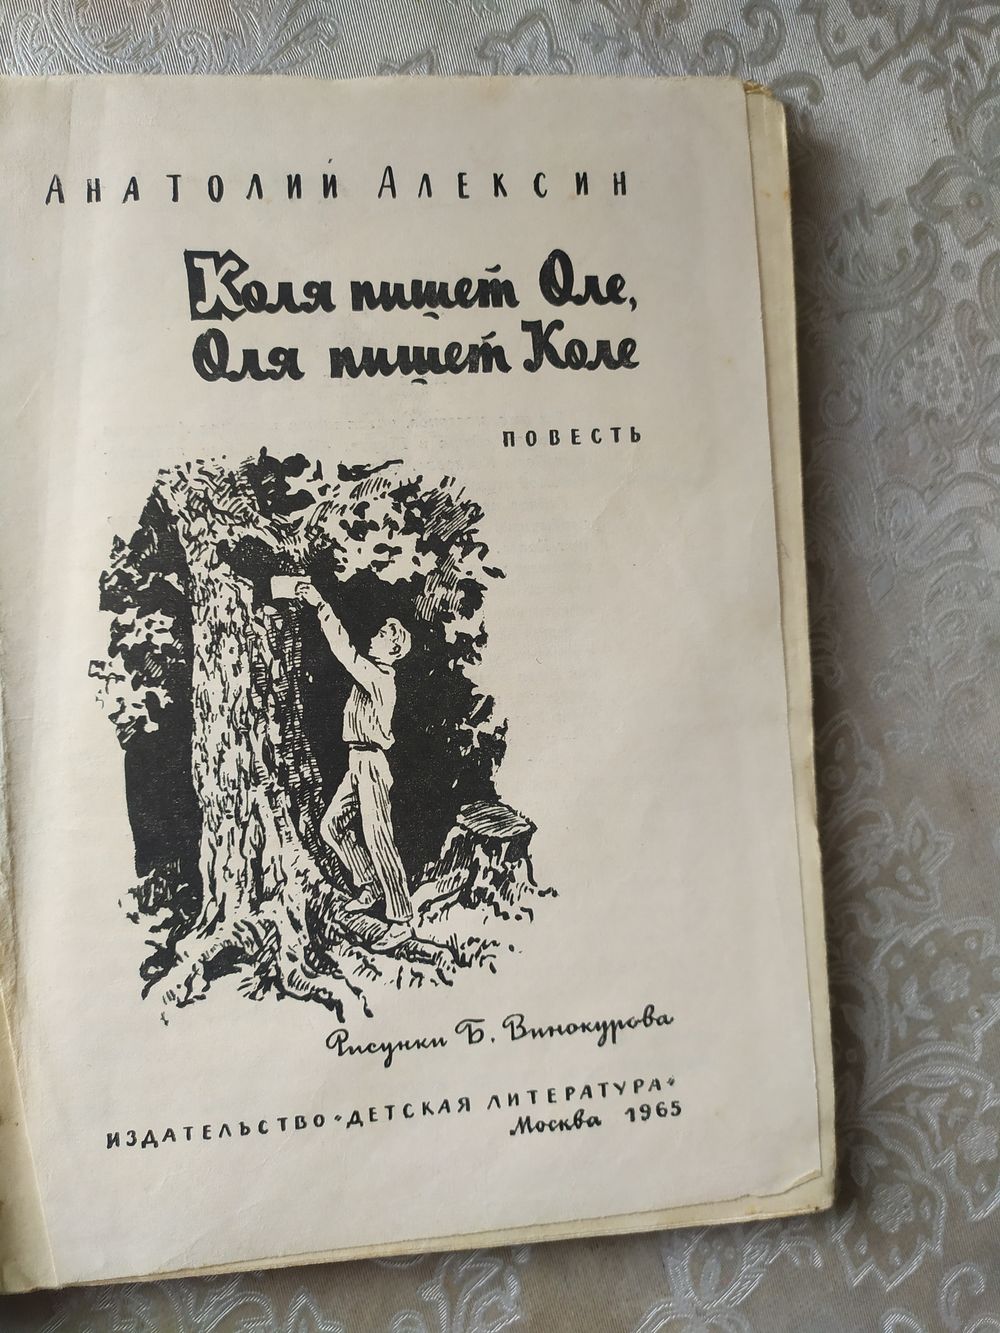 Анатолий Алексин
Коля пишет Оле,
Оля пишет Коле
повесть
Рисунки Б. Винокурова
Издательство «Детская литература»
Москва 1965